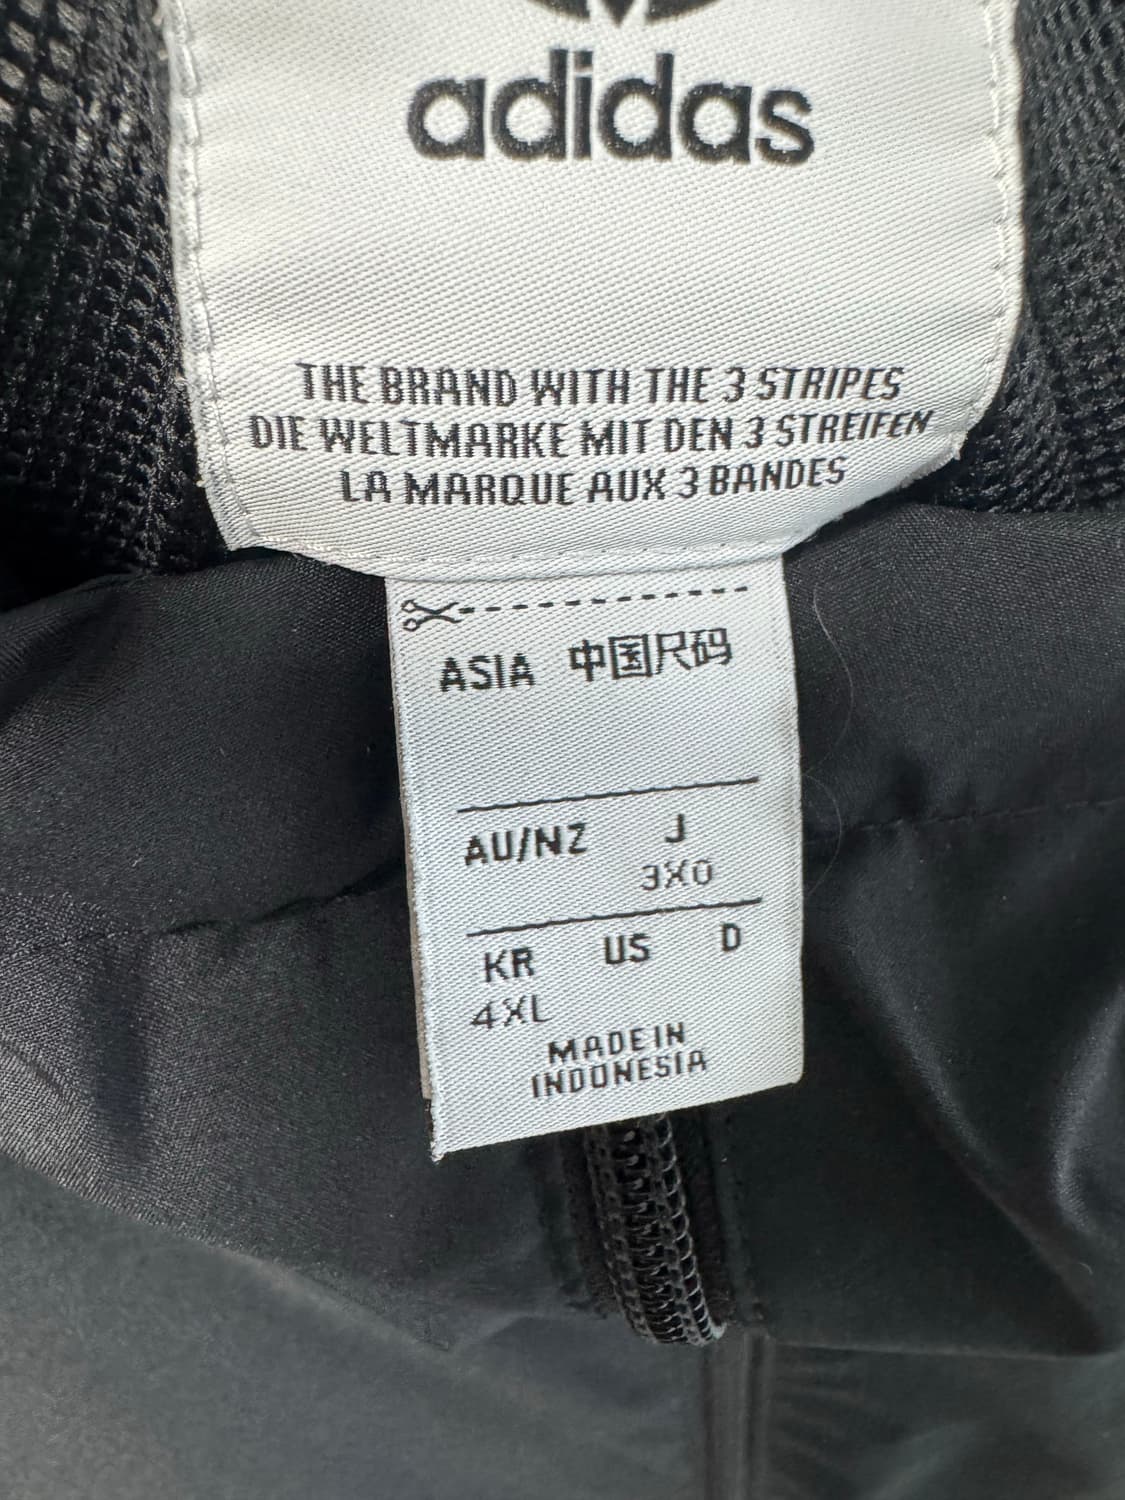 adidas
THE BRAND WITH THE 3 STRIPES
DIE WELTMARKE MIT DEN 3 STREIFEN
LA MARQUE AUX 3 BANDES
ASIA 中国尺码
AU/NZ J
3XO
KR US D
4XL
MADE IN
INDONESIA